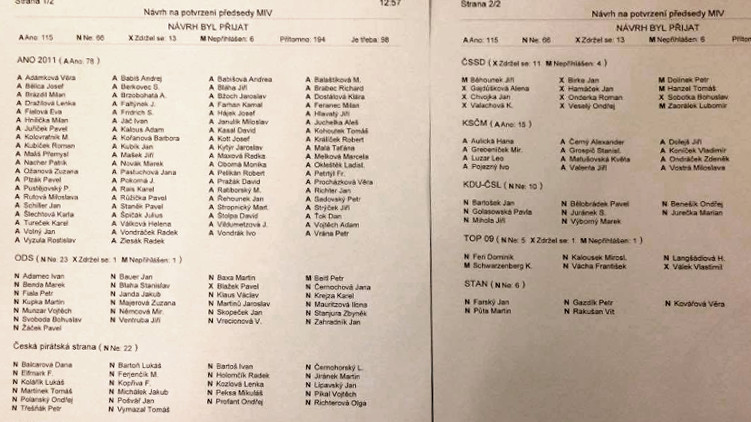 Strana 1/2
12:57
Návrh na potvrzení předsedy MIV
NÁVRH BYL PŘIJAT
A Ano: 115 N Ne: 66 X Zdržel se: 13 M Nepřihlášen: 6 Přítomno: 194 Je třeba: 98
ANO 2011 ( A Ano: 78 )
A Adámková Věra A Babiš Andrej A Babišová Andrea A Balaštíková M.
A Bělica Josef A Berkovec S. A Bláha Jiří A Brabec Richard
A Brázdil Milan A Brzobohatá A. A Bžoch Jaroslav A Dostálová Klára
A Dražilová Lenka A Faltýnek J. A Farhan Kamal A Feranec Milan
A Fialová Eva A Fridrich S. A Hájek Josef A Hlavatý Jiří
A Hnilička Milan A Jáč Ivan A Janulík Miloslav A Juchelka Aleš
A Juříček Pavel A Kalous Adam A Kasal David A Kohoutek Tomáš
A Kolovratník M. A Kořanová Barbora A Kott Josef A Králíček Robert
A Kubíček Roman A Kubík Jan A Kytýr Jaroslav A Malá Taťána
A Malíš Přemysl A Mašek Jiří A Maxová Radka A Melková Marcela
A Nacher Patrik A Novák Marek A Oborná Monika A Okleštěk Ladisl.
A Ožanová Zuzana A Pastuchová Jana A Peštkan Robert A Petrtýl Fr.
A Plzák Pavel A Pokorná J. A Pražák David A Procházková Věra
A Pustějovský P. A Rais Karel A Ratiborský M. A Richter Jan
A Rutová Miloslava A Růžička Pavel A Řehounek Jan A Sadovský Petr
A Schiller Jan A Staněk Pavel A Stropnický Mart. A Strýček Jiří
A Šlechtová Karla A Špičák Julius A Štolpa David A Tok Dan
A Tureček Karel A Válková Helena A Vildumetzová J. A Vojtěch Adam
A Volný Jan A Vondráček Radek A Vondrák Ivo A Vrána Petr
A Vyzula Rostislav A Zlesák Radek
ODS ( N Ne: 23 X Zdržel se: 1 M Nepřihlášen: 1 )
N Adamec Ivan N Bauer Jan N Baxa Martin M Beitl Petr
N Benda Marek N Blaha Stanislav X Blažek Pavel N Černochová Jana
N Fiala Petr N Janda Jakub N Klaus Václav N Krejza Karel
N Kupka Martin N Majerová Zuzana N Martinů Jaroslav N Mauritzová Ilona
N Munzar Vojtěch N Němcová Mir. N Skopeček Jan N Stanjura Zbyněk
N Svoboda Bohuslav N Ventruba Jiří N Vrecionová V. N Zahradník Jan
N Žáček Pavel
Česká pirátská strana ( N Ne: 22 )
N Balcarová Dana N Bartoň Lukáš N Bartoš Ivan N Černohorský L.
N Elfmark F. N Ferjenčík M. N Holomčík Radek N Jiránek Martin
N Kolářík Lukáš N Kopřiva F. N Kozlová Lenka N Lipavský Jan
N Martínek Tomáš N Michálek Jakub N Peksa Mikuláš N Pikal Vojtěch
N Polanský Ondřej N Pošvář Jan N Profant Ondřej N Richterová Olga
N Třešňák Petr N Vymazal Tomáš
Strana 2/2
Návrh na potvrzení předsedy MIV
NÁVRH BYL PŘIJAT
A Ano: 115 N Ne: 66 X Zdržel se: 13 M Nepřihlášen: 6
ČSSD ( X Zdržel se: 11 M Nepřihlášen: 4 )
M Běhounek Jiří X Birke Jan M Dolínek Petr
X Gajdůšková Alena X Hamáček Jan M Hanzel Tomáš
X Chvojka Jan X Onderka Roman X Sobotka Bohuslav
X Valachová K. X Veselý Ondřej M Zaorálek Lubomír
KSČM ( A Ano: 15 )
A Aulická Hana A Černý Alexander A Dolejš Jiří
A Grebeníček Mir. A Grospič Stanisl. A Koníček Vladimír
A Luzar Leo A Matušovská Květa A Ondráček Zdeněk
A Pojezný Ivo A Valenta Jiří A Vostrá Miloslava
KDU-ČSL ( N Ne: 10 )
N Bartošek Jan N Bělobrádek Pavel N Benešík Ondřej
N Golasowská Pavla N Juránek S. N Jurečka Marian
N Mihola Jiří N Výborný Marek
TOP 09 ( N Ne: 5 X Zdržel se: 1 M Nepřihlášen: 1 )
N Feri Dominik N Kalousek Mirosl. N Langšádlová H.
M Schwarzenberg K. N Vácha František X Válek Vlastimil
STAN ( N Ne: 6 )
N Farský Jan N Gazdík Petr N Kovářová Věra
N Půta Martin N Rakušan Vít